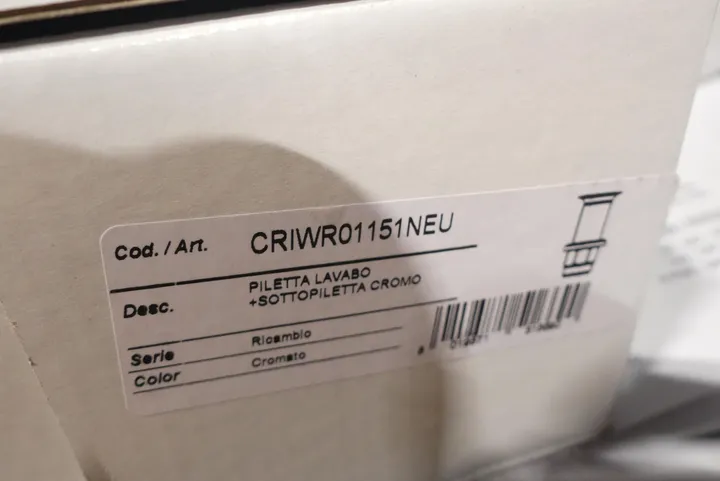 Cod. / Art. CRIWR01151NEU
Desc. PILETTA LAVABO
+SOTTOPILETTA CROMO
Serie Ricambio
Color Cromato